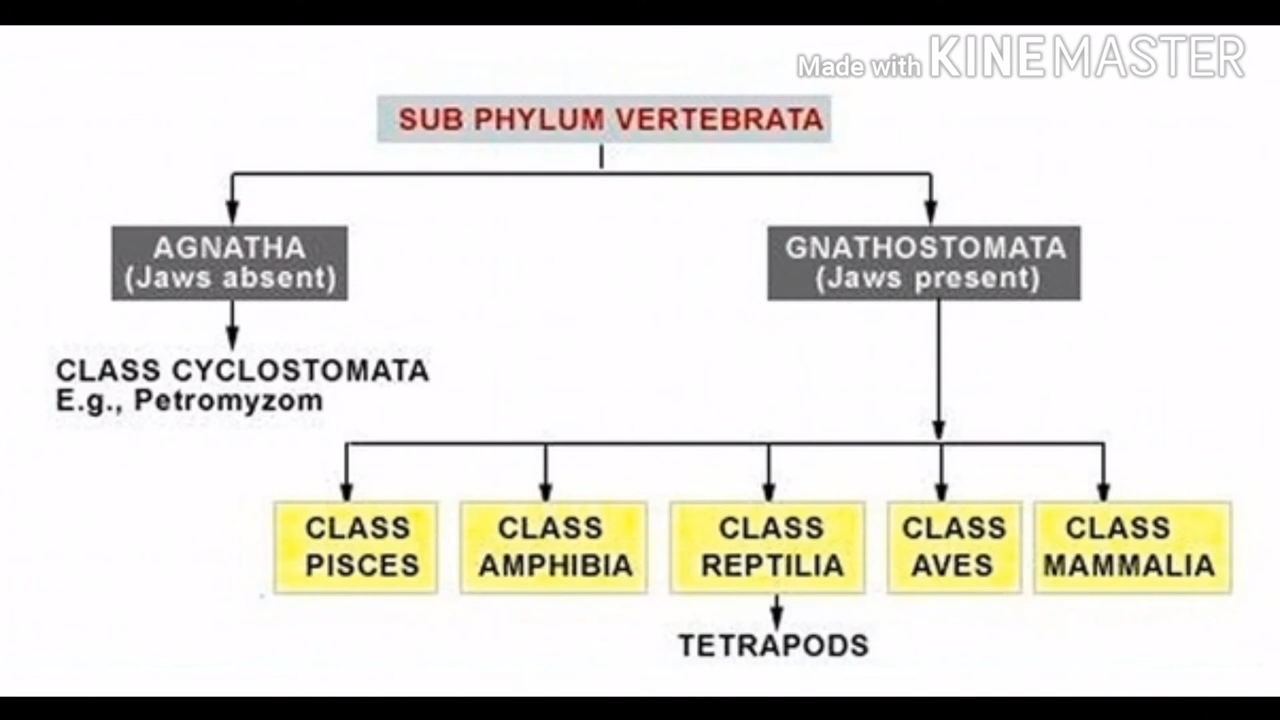 Made with KINEMASTER
SUB PHYLUM VERTEBRATA
AGNATHA
(Jaws absent)
GNATHOSTOMATA
(Jaws present)
CLASS CYCLOSTOMATA
E.g., Petromyzom
CLASS
PISCES
CLASS
AMPHIBIA
CLASS
REPTILIA
CLASS
AVES
CLASS
MAMMALIA
TETRAPODS